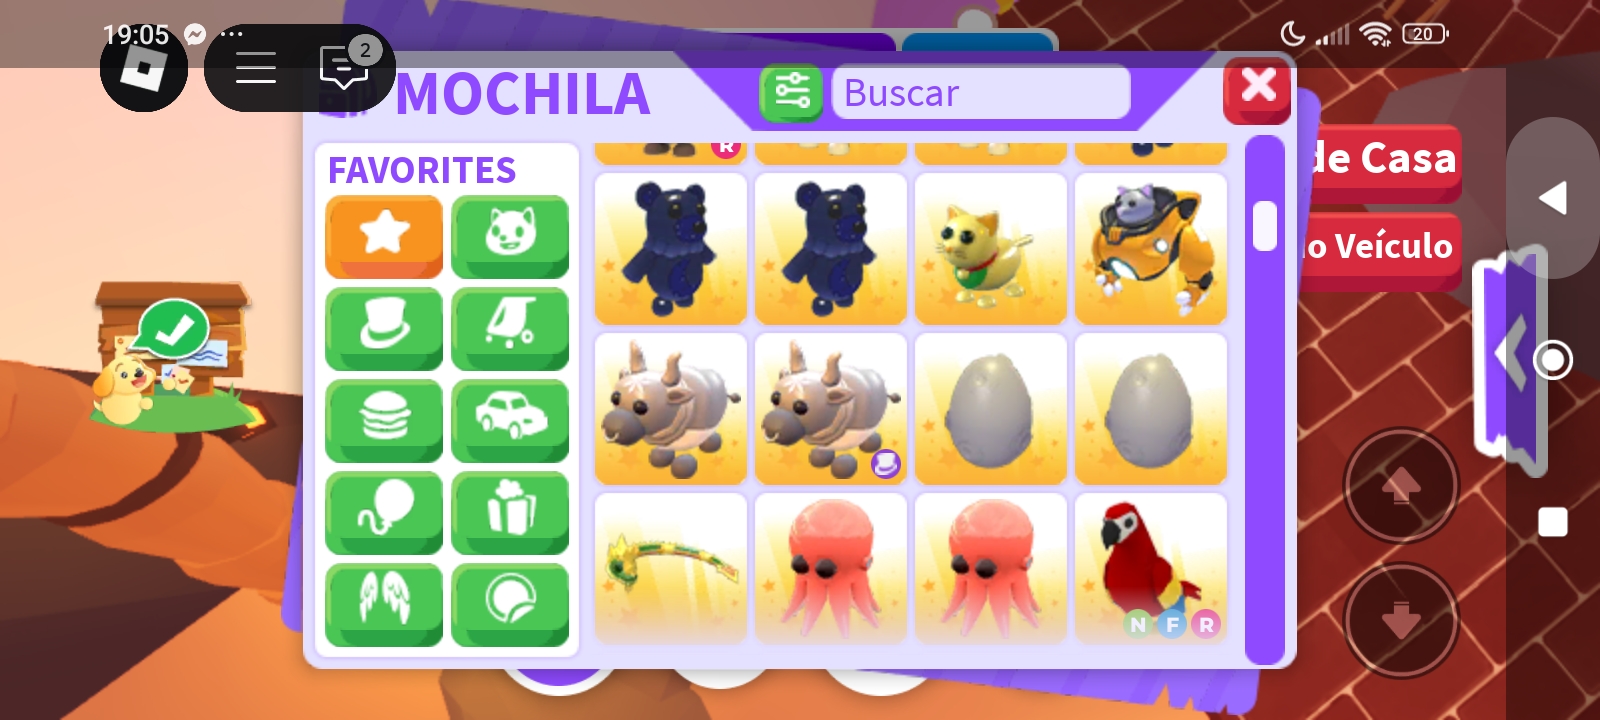 19:05
2
20
MOCHILA
Buscar
FAVORITES
R
de Casa
o Veículo
N F R